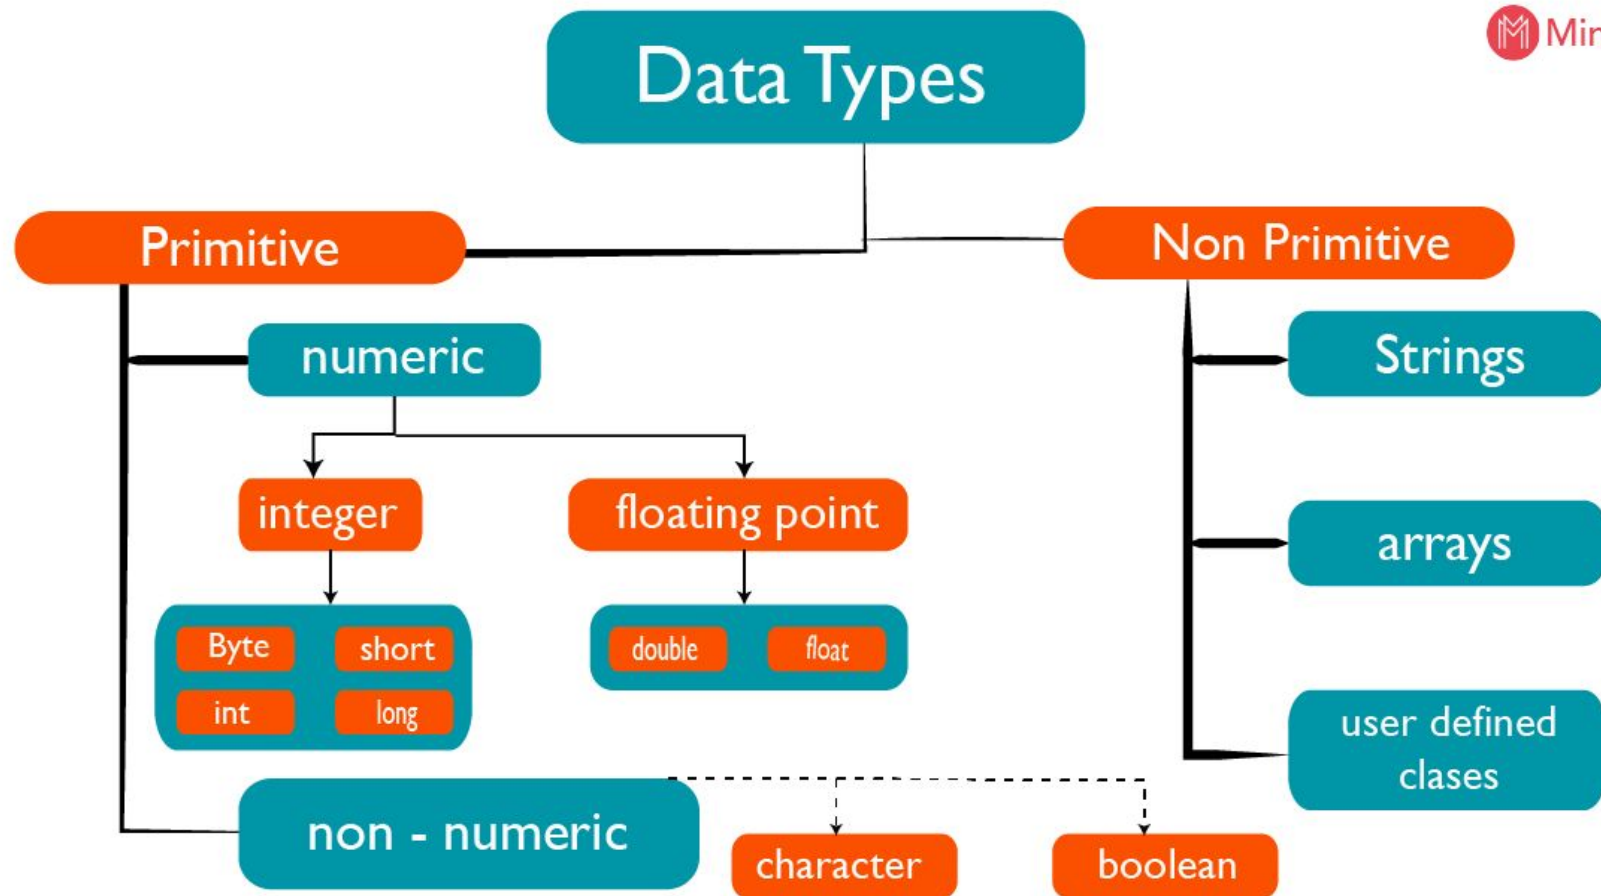 Data Types
Min
Primitive
Non Primitive
numeric
Strings
integer
floating point
arrays
Byte
short
double
float
int
long
user defined
clases
non - numeric
character
boolean